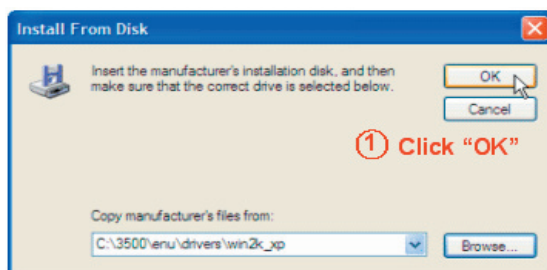 Install From Disk
Insert the manufacturer's installation disk, and then
make sure that the correct drive is selected below.
OK
Cancel
① Click “OK”
Copy manufacturer's files from:
C:\3500\enu\drivers\win2k_xp
Browse...